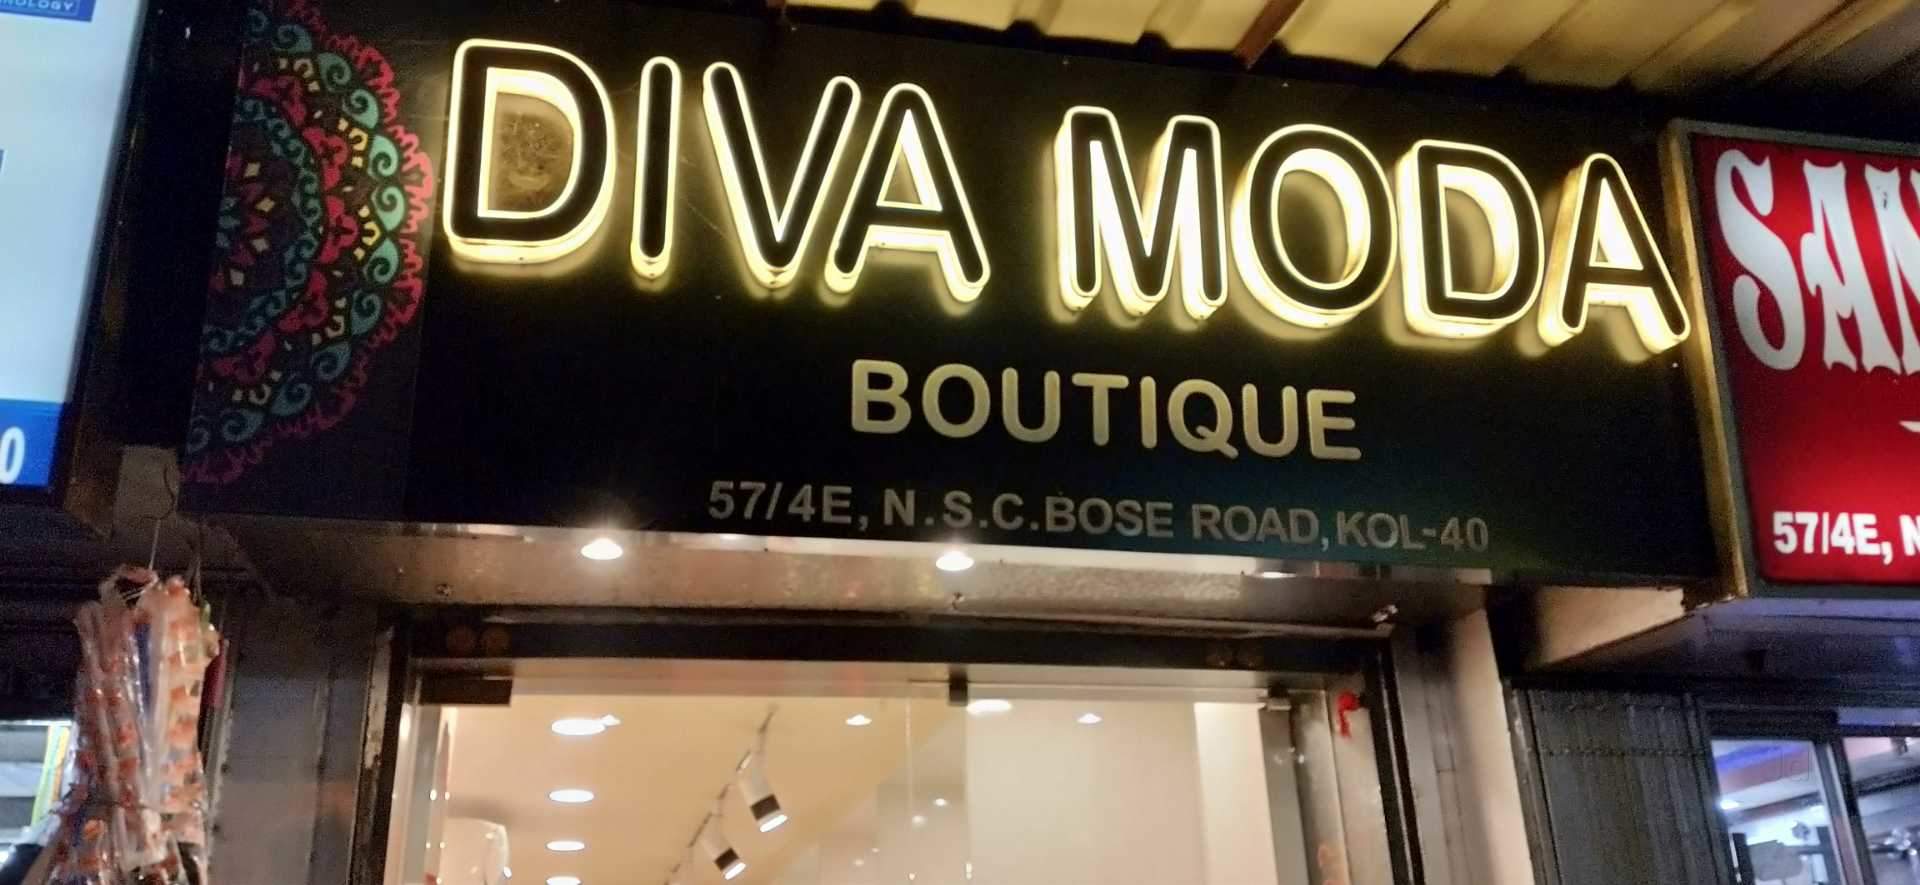 DIVA MODA
BOUTIQUE
57/4E, N.S.C.BOSE ROAD, KOL-40
57/4E,